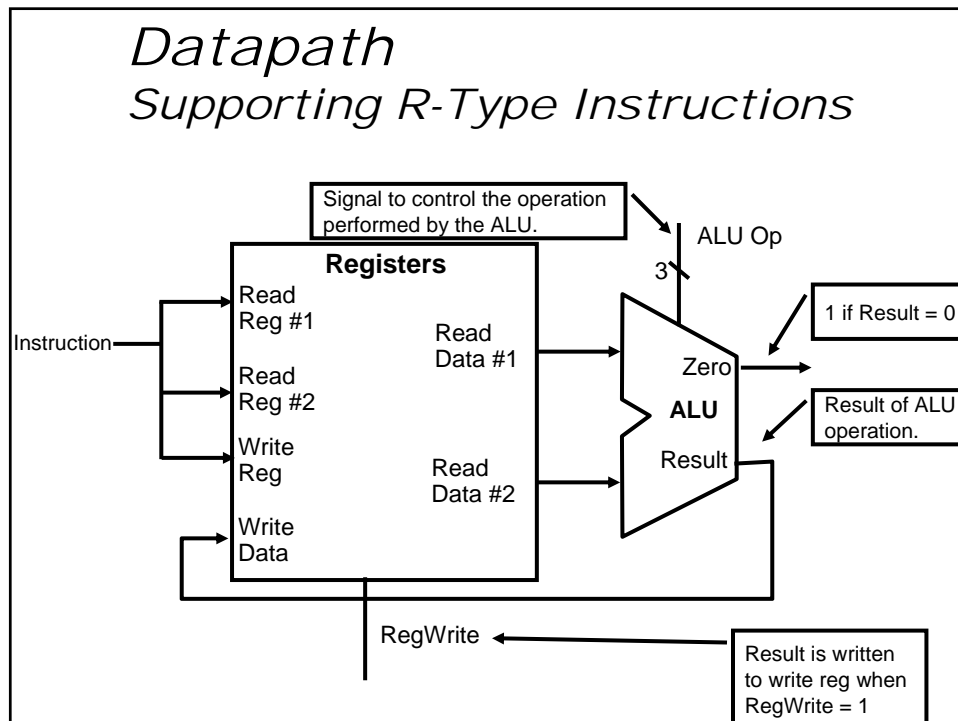 Datapath
Supporting R-Type Instructions
Signal to control the operation
performed by the ALU.
ALU Op
3
Registers
Instruction
Read
Reg #1
Read
Reg #2
Write
Reg
Write
Data
Read
Data #1
Read
Data #2
Zero
ALU
Result
1 if Result = 0
Result of ALU
operation.
RegWrite
Result is written
to write reg when
RegWrite = 1